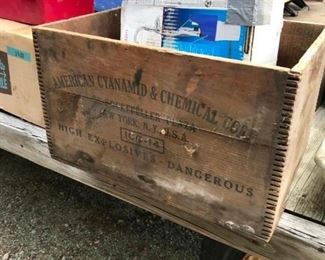 AMERICAN CYANAMID & CHEMICAL CORP.
ROCKEFELLER PLAZA
NEW YORK, N.Y. U.S.A.
ICC-14
HIGH EXPLOSIVES - DANGEROUS